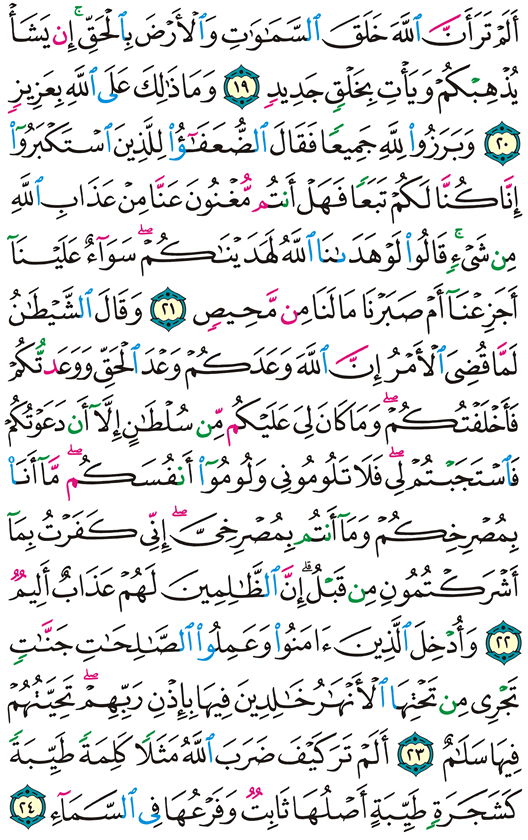 أَلَمۡ تَرَ أَنَّ ٱللَّهَ خَلَقَ ٱلسَّمَٰوَٰتِ وَٱلۡأَرۡضَ بِٱلۡحَقِّۚ إِن يَشَأۡ
يُذۡهِبۡكُمۡ وَيَأۡتِ بِخَلۡقٖ جَدِيدٖ ١٩ وَمَا ذَٰلِكَ عَلَى ٱللَّهِ بِعَزِيزٖ
٢٠ وَبَرَزُواْ لِلَّهِ جَمِيعٗا فَقَالَ ٱلضُّعَفَٰٓؤُاْ لِلَّذِينَ ٱسۡتَكۡبَرُوٓاْ
إِنَّا كُنَّا لَكُمۡ تَبَعٗا فَهَلۡ أَنتُم مُّغۡنُونَ عَنَّا مِنۡ عَذَابِ ٱللَّهِ
مِن شَيۡءٖۚ قَالُواْ لَوۡ هَدَىٰنَا ٱللَّهُ لَهَدَيۡنَٰكُمۡۖ سَوَآءٌ عَلَيۡنَآ
أَجَزِعۡنَآ أَمۡ صَبَرۡنَا مَا لَنَا مِن مَّحِيصٖ ٢١ وَقَالَ ٱلشَّيۡطَٰنُ
لَمَّا قُضِيَ ٱلۡأَمۡرُ إِنَّ ٱللَّهَ وَعَدَكُمۡ وَعۡدَ ٱلۡحَقِّ وَوَعَدتُّكُمۡ
فَأَخۡلَفۡتُكُمۡۖ وَمَا كَانَ لِيَ عَلَيۡكُم مِّن سُلۡطَٰنٍ إِلَّآ أَن دَعَوۡتُكُمۡ
فَٱسۡتَجَبۡتُمۡ لِيۖ فَلَا تَلُومُونِي وَلُومُوٓاْ أَنفُسَكُمۖ مَّآ أَنَا۠
بِمُصۡرِخِكُمۡ وَمَآ أَنتُم بِمُصۡرِخِيَّ إِنِّي كَفَرۡتُ بِمَآ
أَشۡرَكۡتُمُونِ مِن قَبۡلُۗ إِنَّ ٱلظَّٰلِمِينَ لَهُمۡ عَذَابٌ أَلِيمٞ
٢٢ وَأُدۡخِلَ ٱلَّذِينَ ءَامَنُواْ وَعَمِلُواْ ٱلصَّٰلِحَٰتِ جَنَّٰتٖ
تَجۡرِي مِن تَحۡتِهَا ٱلۡأَنۡهَٰرُ خَٰلِدِينَ فِيهَا بِإِذۡنِ رَبِّهِمۡۖ تَحِيَّتُهُمۡ
فِيهَا سَلَٰمٌ ٢٣ أَلَمۡ تَرَ كَيۡفَ ضَرَبَ ٱللَّهُ مَثَلٗا كَلِمَةٗ طَيِّبَةٗ
كَشَجَرَةٖ طَيِّبَةٍ أَصۡلُهَا ثَابِتٞ وَفَرۡعُهَا فِي ٱلسَّمَآءِ ٢٤